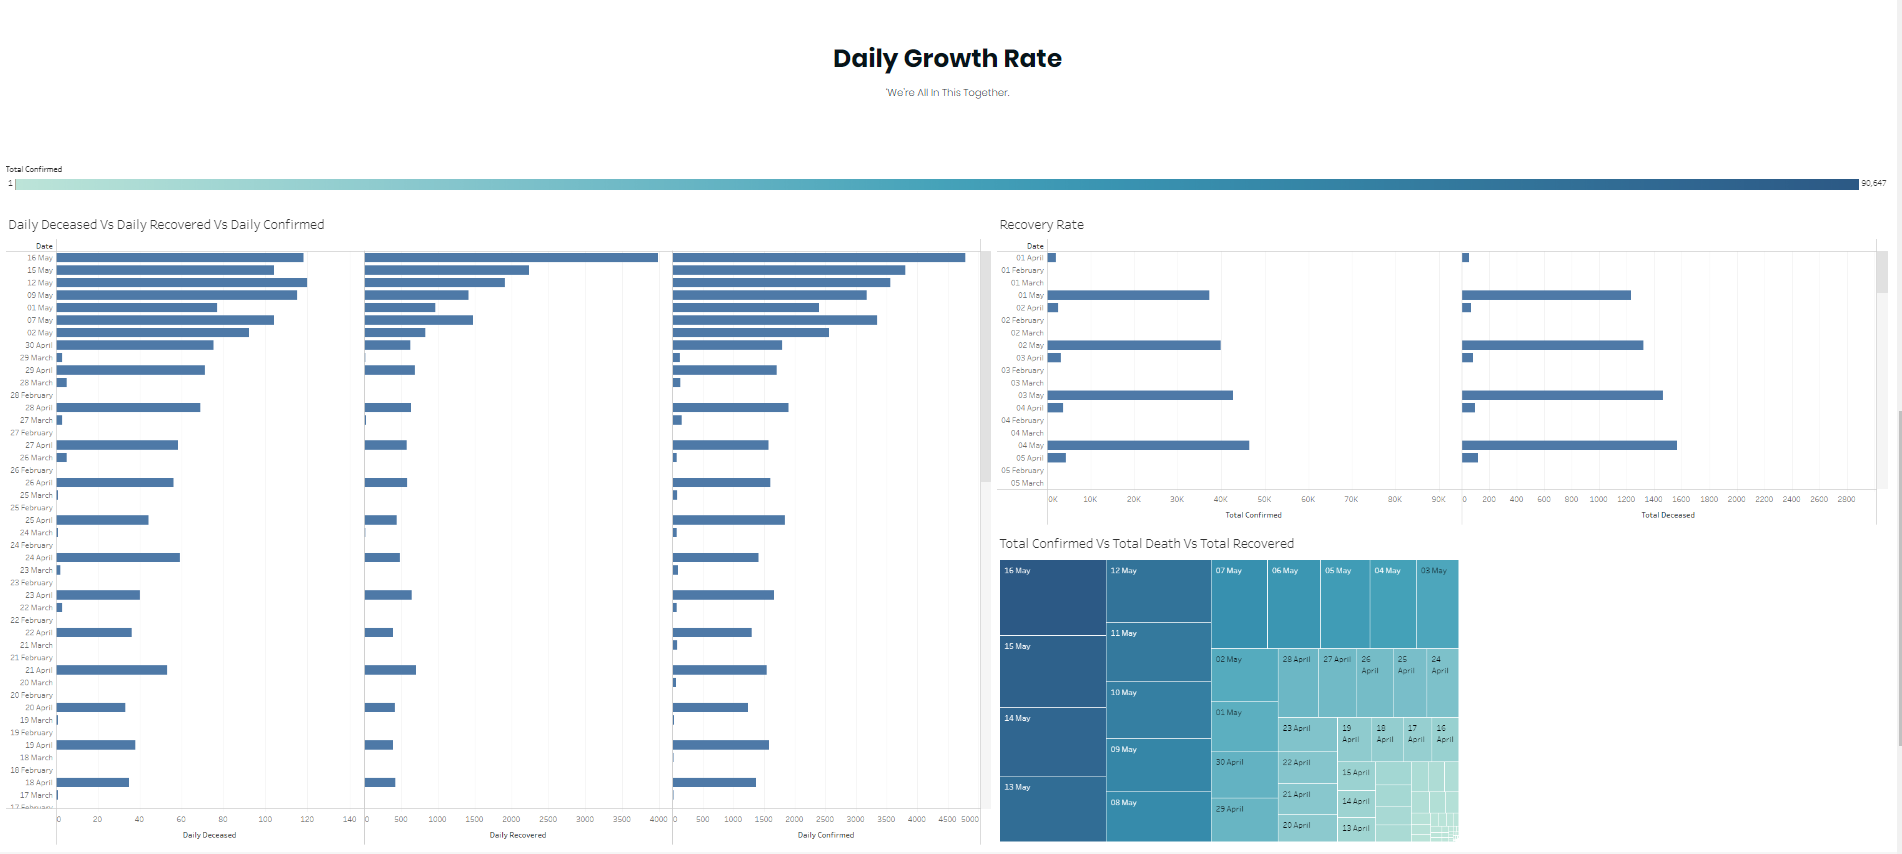 Daily Growth Rate
'We're All In This Together.
Total Confirmed
1 90,647
Daily Deceased Vs Daily Recovered Vs Daily Confirmed
Date
16 May
15 May
12 May
09 May
01 May
07 May
02 May
30 April
29 March
29 April
28 March
28 February
28 April
27 March
27 February
27 April
26 March
26 February
26 April
25 March
25 February
25 April
24 March
24 February
24 April
23 March
23 February
23 April
22 March
22 February
22 April
21 March
21 February
21 April
20 March
20 February
20 April
19 March
19 February
19 April
18 March
18 February
18 April
17 March
17 February
0 20 40 60 80 100 120 140
0 500 1000 1500 2000 2500 3000 3500 4000
0 500 1000 1500 2000 2500 3000 3500 4000 4500 5000
Daily Deceased
Daily Recovered
Daily Confirmed
Recovery Rate
Date
01 April
01 February
01 March
01 May
02 April
02 February
02 March
02 May
03 April
03 February
03 March
03 May
04 April
04 February
04 March
04 May
05 April
05 February
05 March
0K 10K 20K 30K 40K 50K 60K 70K 80K 90K
0 200 400 600 800 1000 1200 1400 1600 1800 2000 2200 2400 2600 2800
Total Confirmed
Total Deceased
Total Confirmed Vs Total Death Vs Total Recovered
16 May
15 May
14 May
13 May
12 May
11 May
10 May
09 May
08 May
07 May
06 May
05 May
04 May
03 May
02 May
01 May
30 April
29 April
28 April
27 April
26
April
25
April
24
April
23 April
22 April
21 April
20 April
19
April
18
April
17
April
16
April
15 April
14 April
13 April